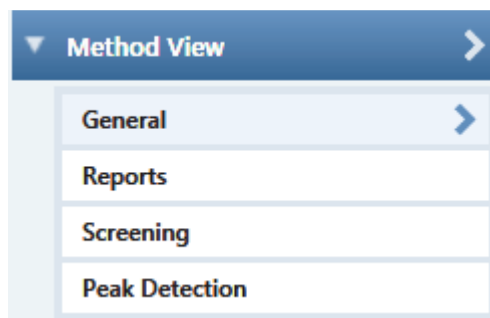 Method View
General
Reports
Screening
Peak Detection